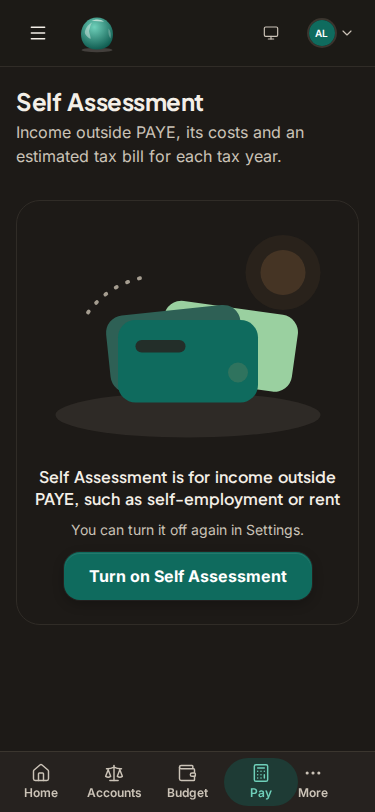 AL
Self Assessment
Income outside PAYE, its costs and an
estimated tax bill for each tax year.
Self Assessment is for income outside
PAYE, such as self-employment or rent
You can turn it off again in Settings.
Turn on Self Assessment
Home Accounts Budget Pay More